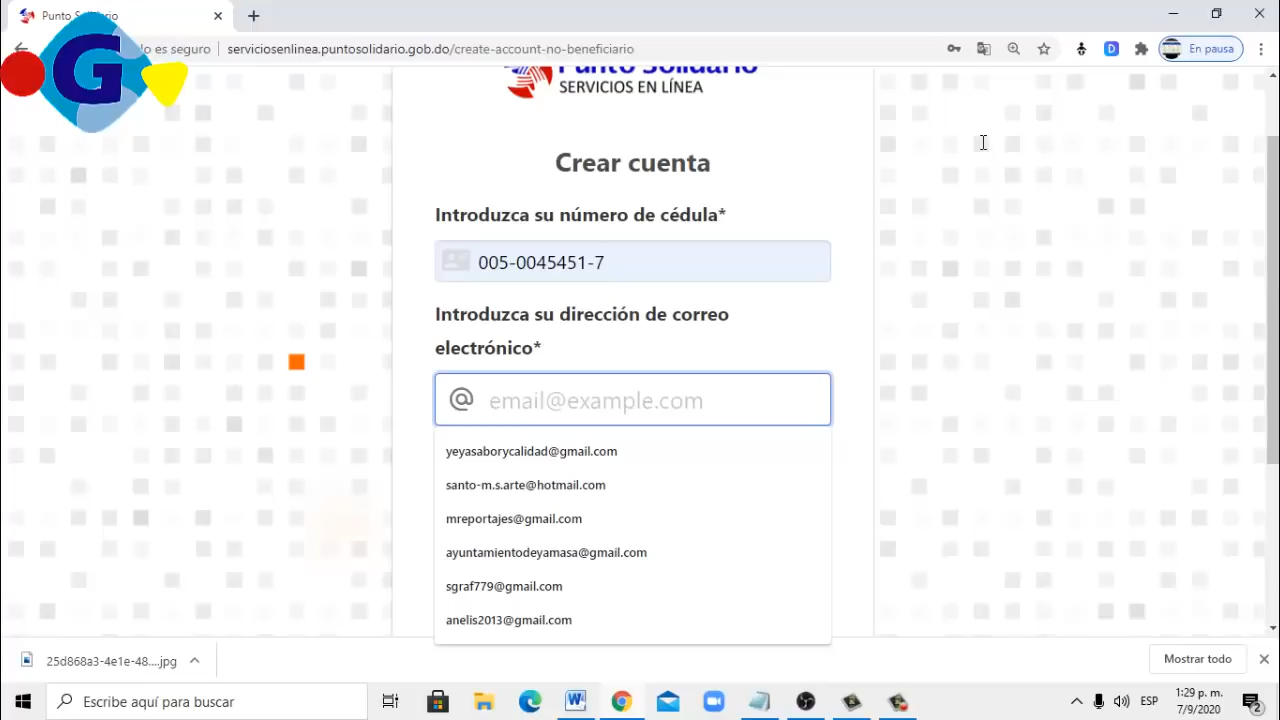 Punto Solidario
No es seguro
serviciosenlinea.puntosolidario.gob.do/create-account-no-beneficiario
En pausa
G
Punto Solidario
SERVICIOS EN LÍNEA
Crear cuenta
Introduzca su número de cédula*
005-0045451-7
Introduzca su dirección de correo
electrónico*
@ email@example.com
yeyasaborycalidad@gmail.com
santo-m.s.arte@hotmail.com
mreportajes@gmail.com
ayuntamientodeyamasa@gmail.com
sgraf779@gmail.com
anelis2013@gmail.com
25d868a3-4e1e-48....jpg
Mostrar todo
Escribe aquí para buscar
ESP
1:29 p. m.
7/9/2020
2